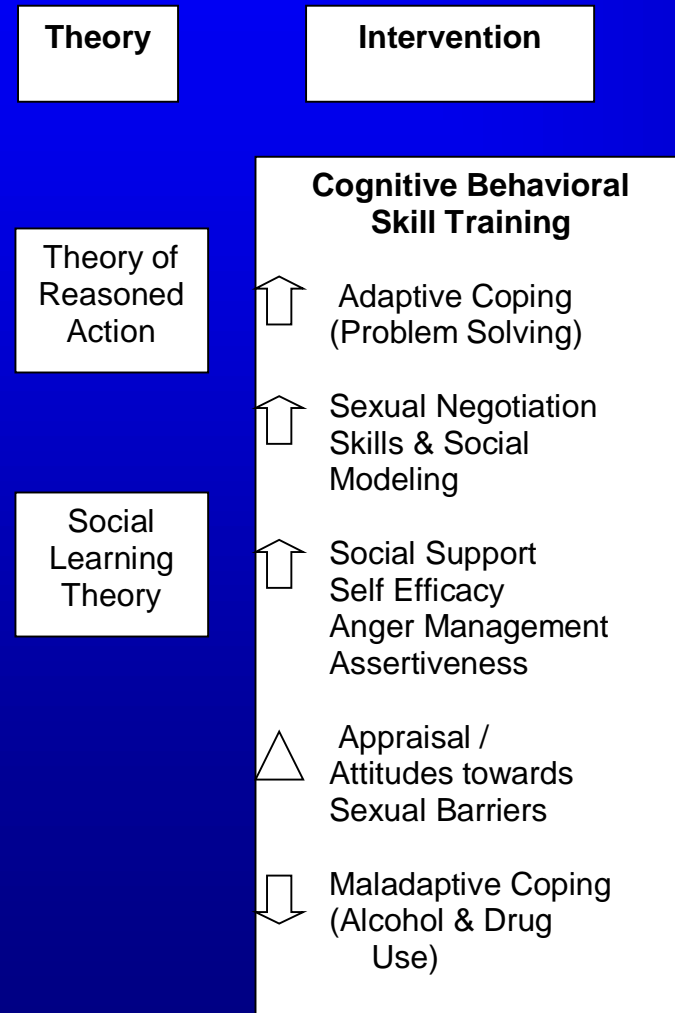 Theory
Intervention
Theory of
Reasoned
Action
Social
Learning
Theory
Cognitive Behavioral
Skill Training
Adaptive Coping
(Problem Solving)
Sexual Negotiation
Skills & Social
Modeling
Social Support
Self Efficacy
Anger Management
Assertiveness
Appraisal /
Attitudes towards
Sexual Barriers
Maladaptive Coping
(Alcohol & Drug
Use)